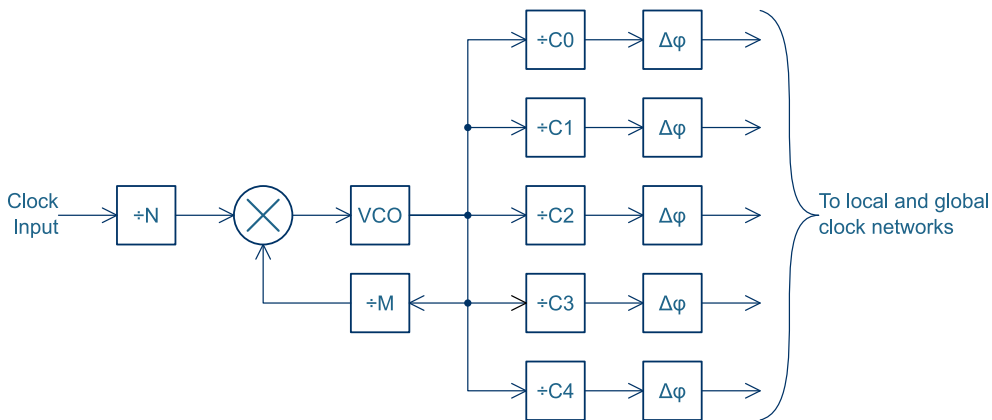 ÷C0
Δφ
÷C1
Δφ
Clock
Input
÷N
VCO
÷C2
Δφ
To local and global
clock networks
÷M
÷C3
Δφ
÷C4
Δφ